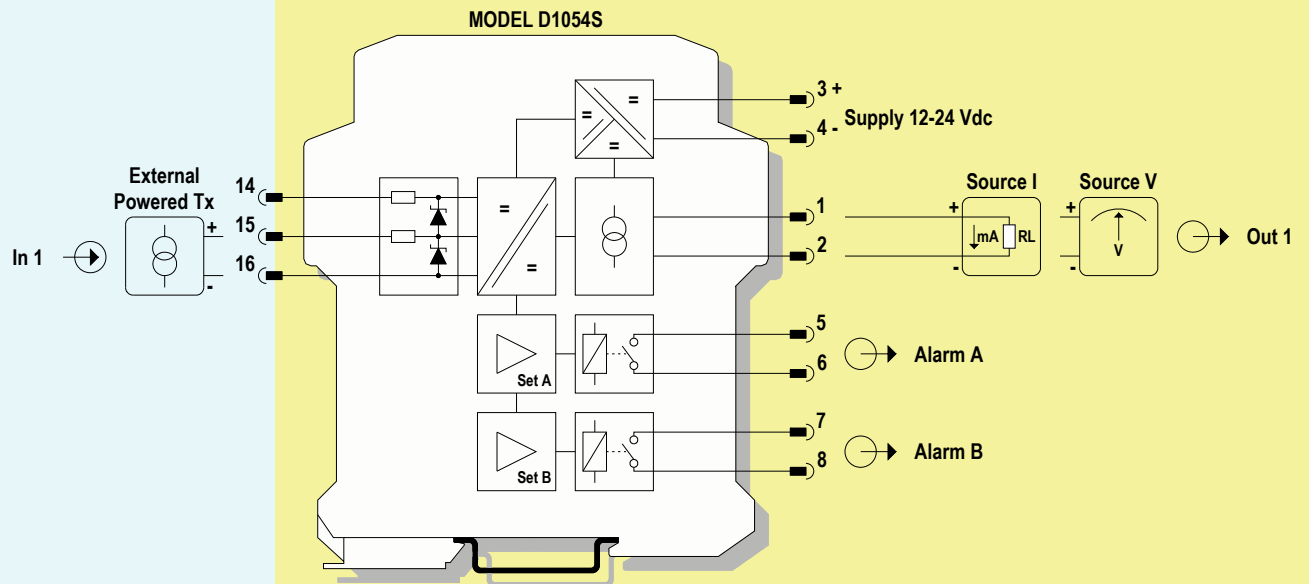 MODEL D1054S
3 +
4 -
Supply 12-24 Vdc
=
=
=
External
Powered Tx
14
15
16
+
-
In 1
=
=
1
2
Source I
+
-
mA
RL
Source V
+
-
V
Out 1
Set A
5
6
Alarm A
Set B
7
8
Alarm B